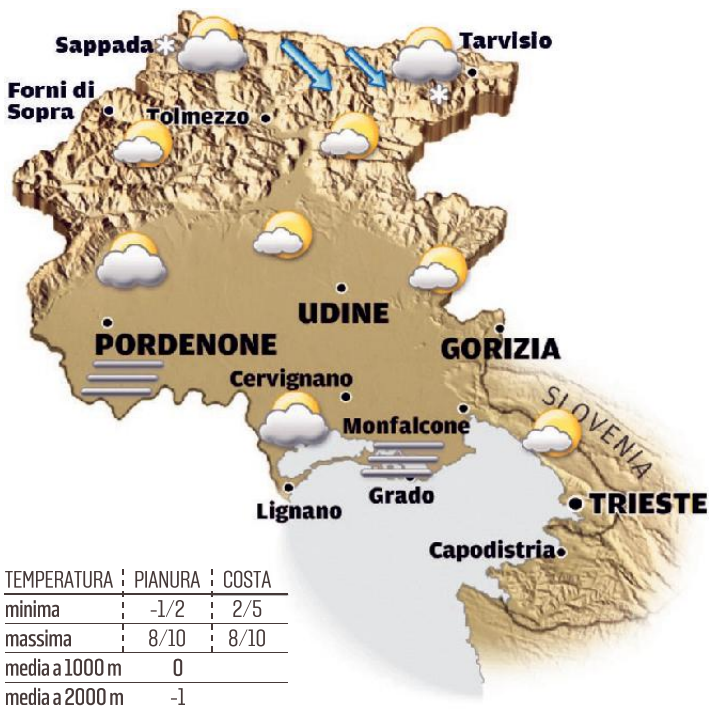 Sappada
Tarvisio
Forni di
Sopra
Tolmezzo
UDINE
PORDENONE
GORIZIA
Cervignano
SLOVENIA
Monfalcone
Grado
Lignano
TRIESTE
Capodistria
TEMPERATURA PIANURA COSTA
minima -1/2 2/5
massima 8/10 8/10
media a 1000 m 0
media a 2000 m -1